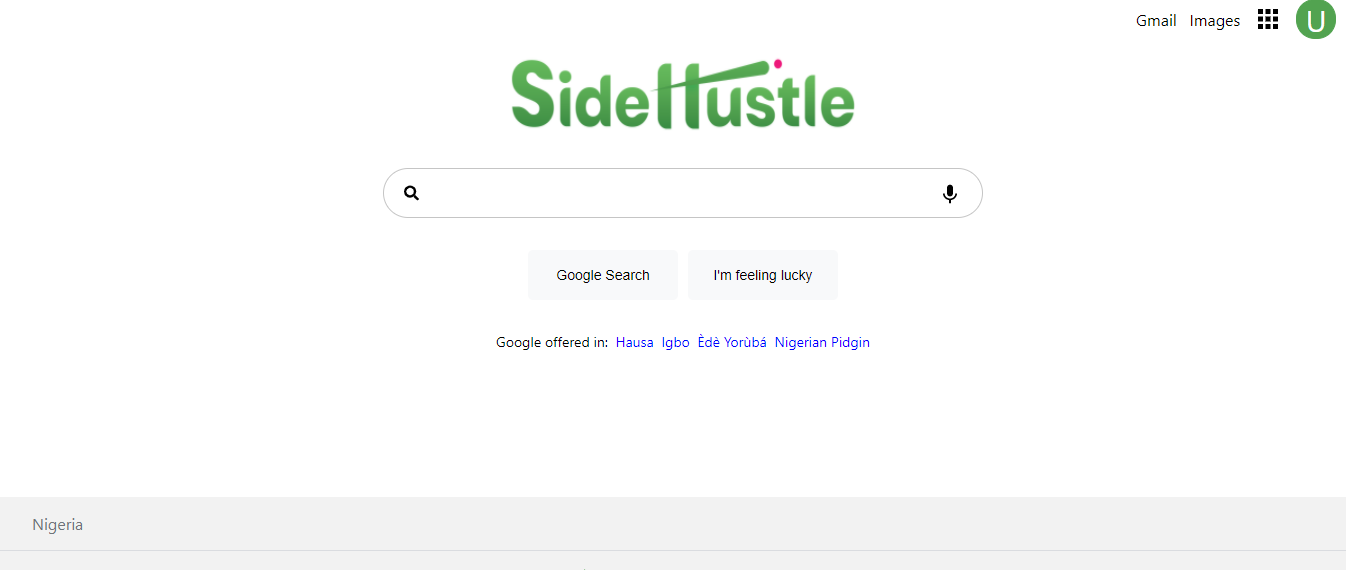 Gmail Images
U
SideHustle
Google Search I'm feeling lucky
Google offered in: Hausa Igbo Èdè Yorùbá Nigerian Pidgin
Nigeria